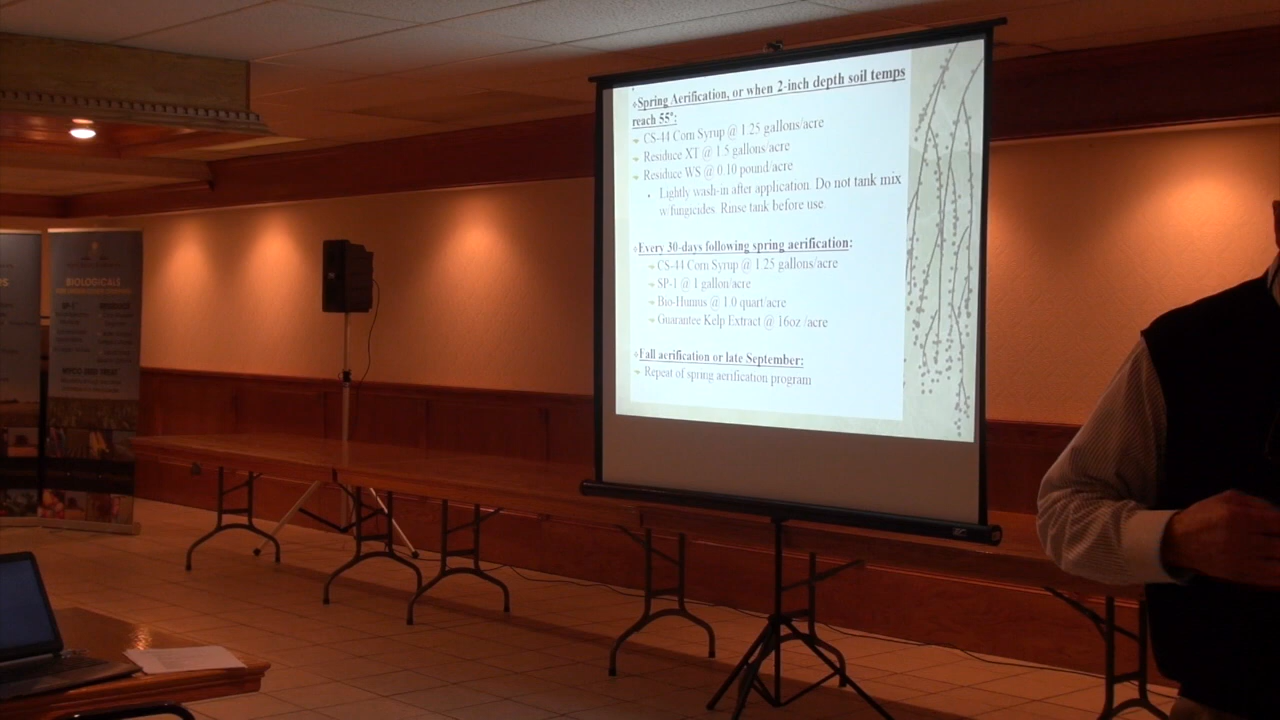 Spring Aerification, or when 2-inch depth soil temps
reach 55°:
CS-44 Corn Syrup @ 1.25 gallons/acre
Residuce XT @ 1.5 gallons/acre
Residuce WS @ 0.10 pound/acre
Lightly wash-in after application. Do not tank mix
w/fungicides. Rinse tank before use.
Every 30-days following spring aerification:
CS-44 Corn Syrup @ 1.25 gallons/acre
SP-1 @ 1 gallon/acre
Bio-Humus @ 1.0 quart/acre
Guarantee Kelp Extract @ 16oz /acre
Fall aerification or late September:
Repeat of spring aerification program
BIOLOGICALS
SP-1